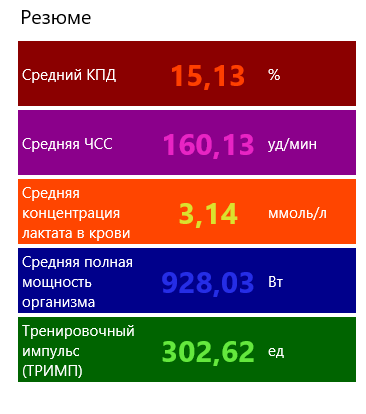 Резюме
Средний КПД 15,13 %
Средняя ЧСС 160,13 уд/мин
Средняя
концентрация 3,14 ммоль/л
лактата в крови
Средняя полная
мощность 928,03 Вт
организма
Тренировочный
импульс 302,62 ед
(ТРИМП)